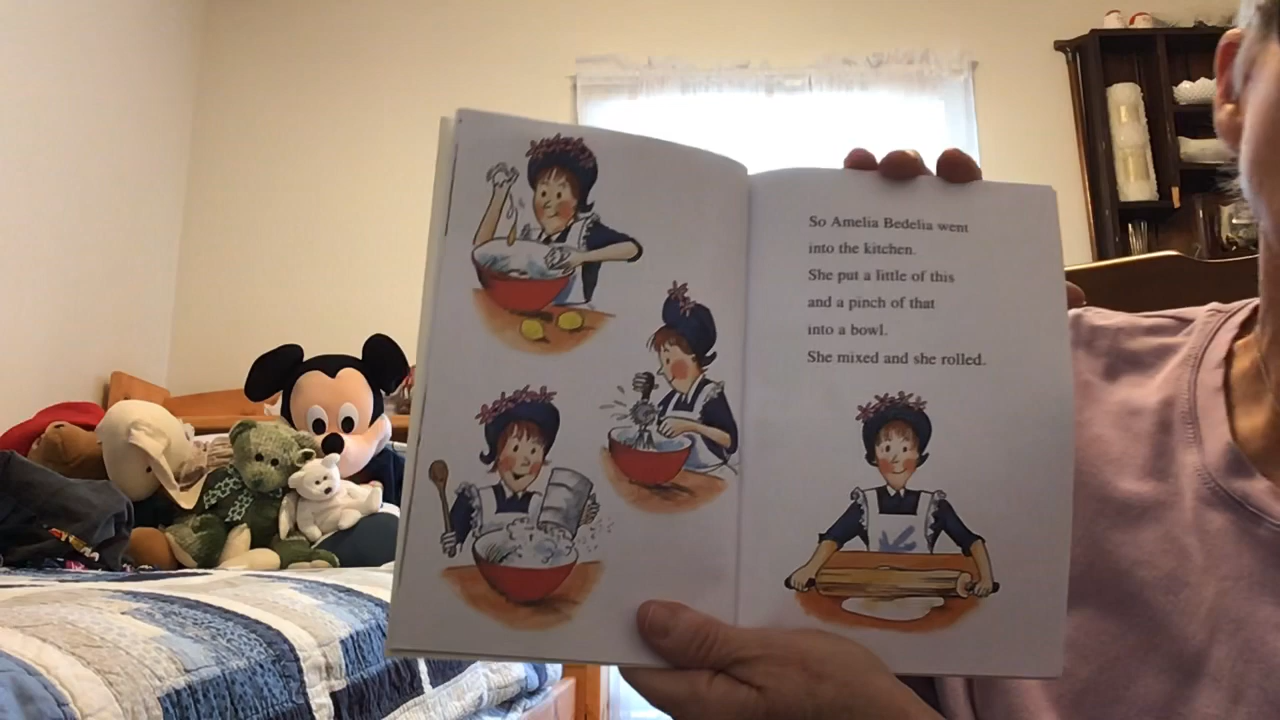 So Amelia Bedelia went
into the kitchen.
She put a little of this
and a pinch of that
into a bowl.
She mixed and she rolled.